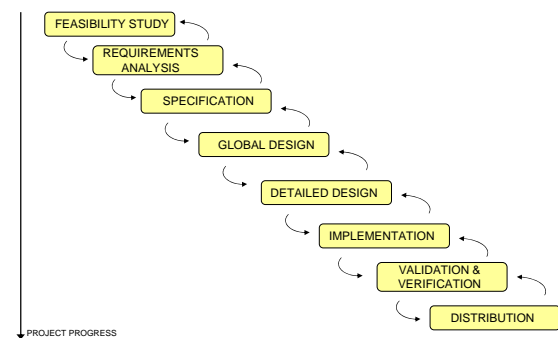 FEASIBILITY STUDY
REQUIREMENTS
ANALYSIS
SPECIFICATION
GLOBAL DESIGN
DETAILED DESIGN
IMPLEMENTATION
VALIDATION &
VERIFICATION
DISTRIBUTION
PROJECT PROGRESS